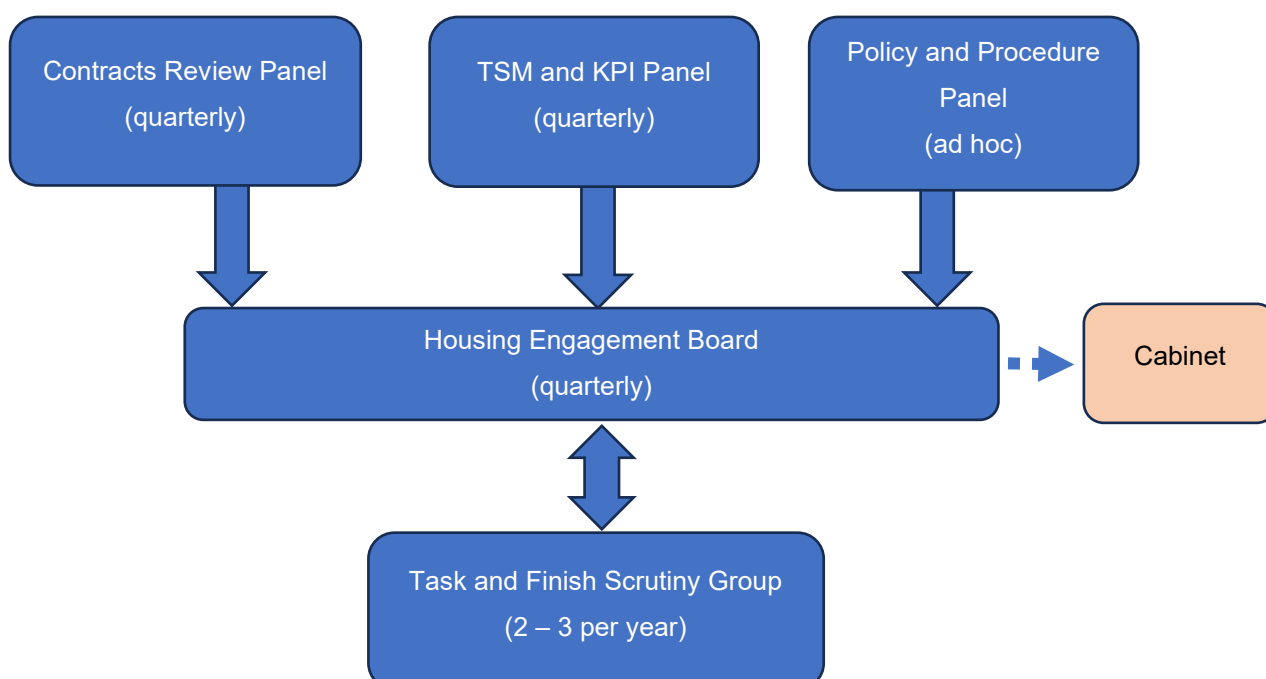 Contracts Review Panel
(quarterly)
TSM and KPI Panel
(quarterly)
Policy and Procedure
Panel
(ad hoc)
Housing Engagement Board
(quarterly)
Cabinet
Task and Finish Scrutiny Group
(2 – 3 per year)